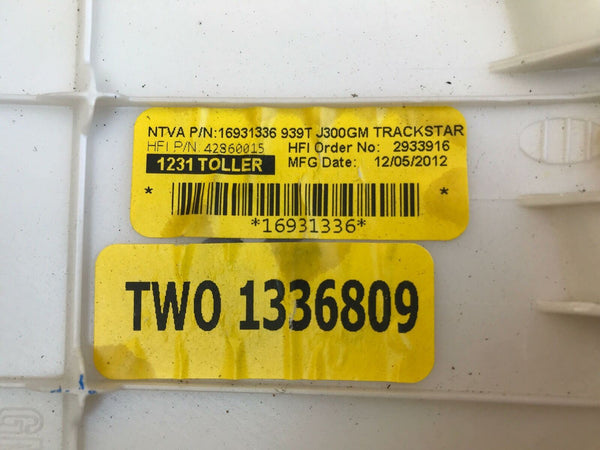 NTVA P/N:16931336 939T J300GM TRACKSTAR
HFI P/N: 42860015 HFI Order No: 2933916
1231 TOLLER MFG Date: 12/05/2012
* *
*16931336*
TWO 1336809